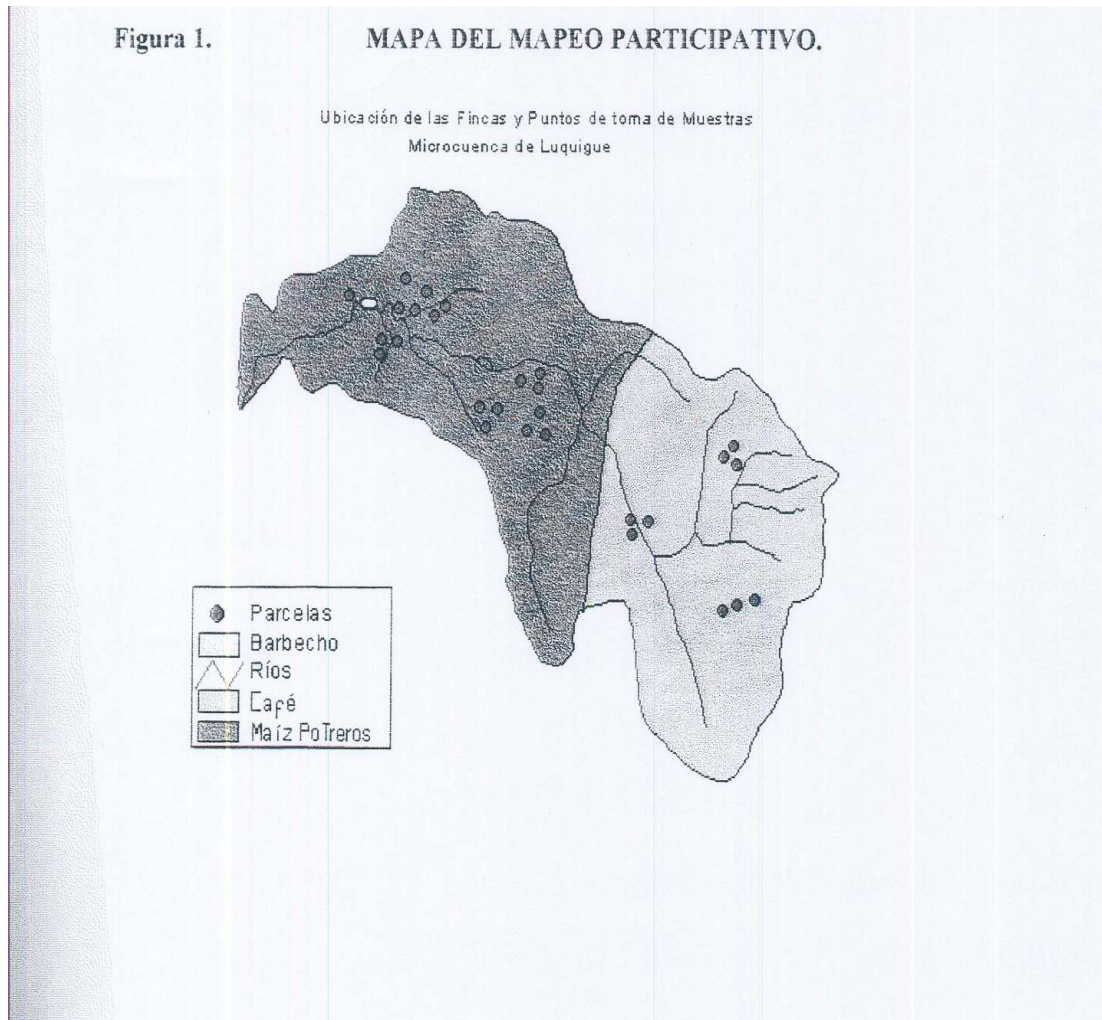 Figura 1. MAPA DEL MAPEO PARTICIPATIVO.
Ubicación de las Fincas y Puntos de toma de Muestras
Microcuenca de Luquigue
Parcelas
Barbecho
Ríos
Café
Maíz PoTreros